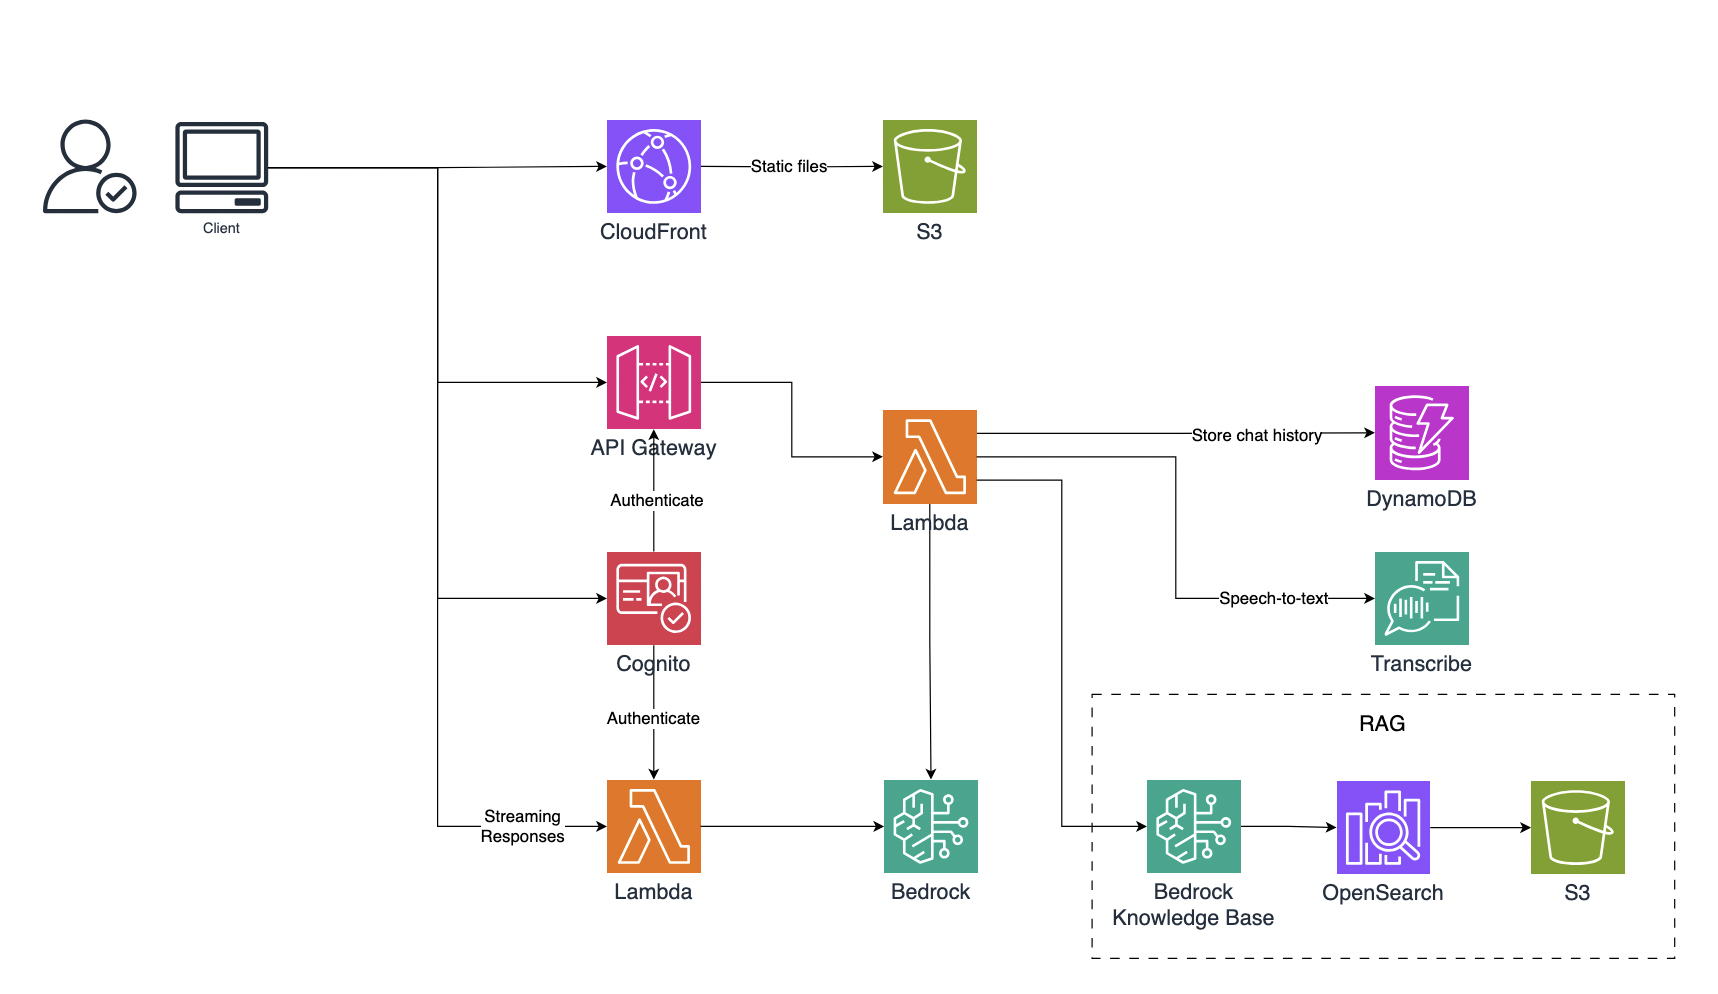 Client
CloudFront
Static files
S3
API Gateway
Authenticate
Cognito
Authenticate
Streaming
Responses
Lambda
Lambda
Bedrock
Store chat history
DynamoDB
Speech-to-text
Transcribe
RAG
Bedrock
Knowledge Base
OpenSearch
S3